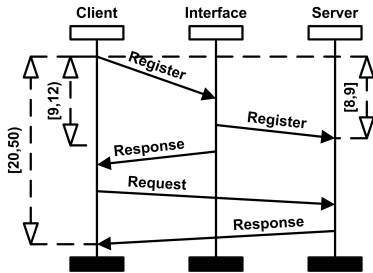 Client Interface Server
Register
[9,12)
[8,9]
[20,50)
Register
Response
Request
Response